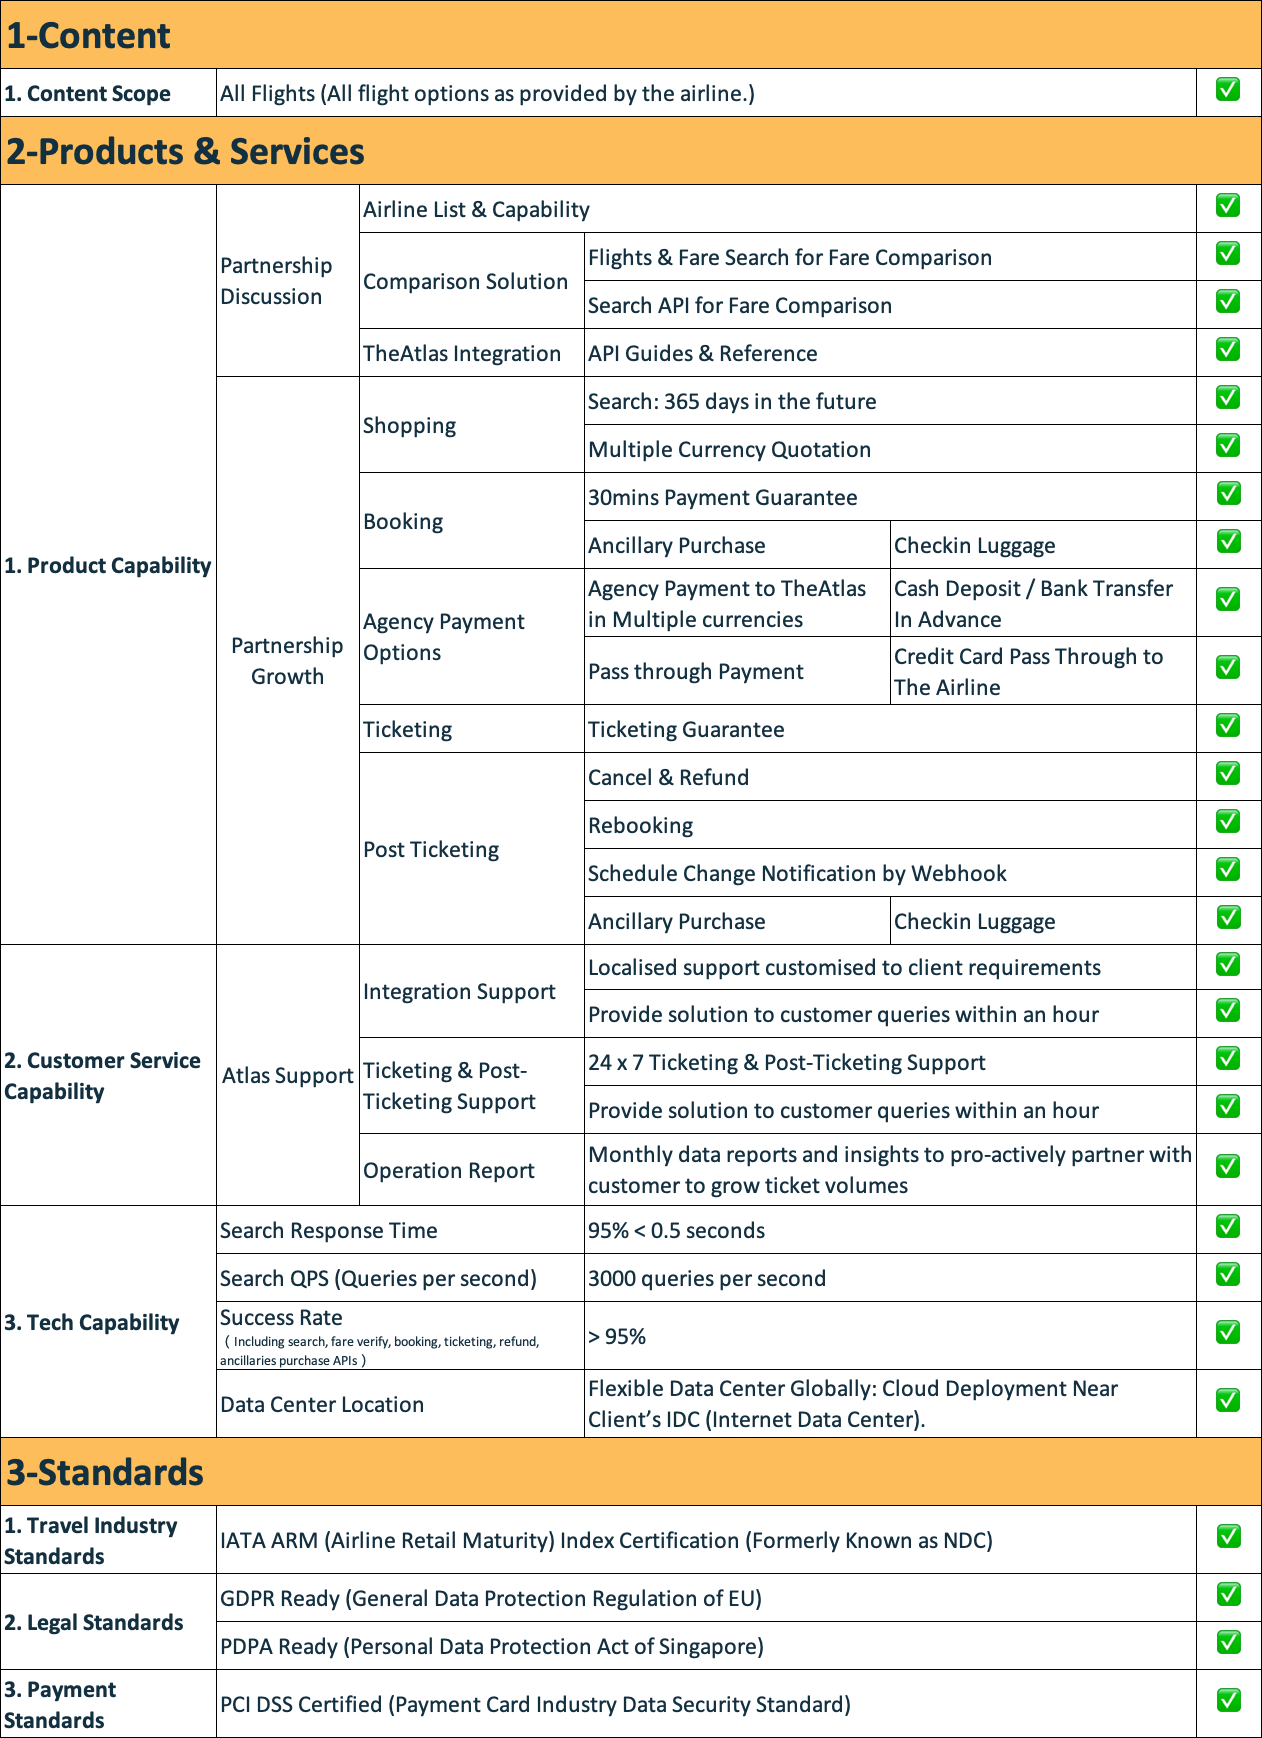 1-Content
1. Content Scope
All Flights (All flight options as provided by the airline.)
2-Products & Services
1. Product Capability
Partnership
Discussion
Airline List & Capability
Comparison Solution
Flights & Fare Search for Fare Comparison
Search API for Fare Comparison
TheAtlas Integration
API Guides & Reference
Partnership
Growth
Shopping
Search: 365 days in the future
Multiple Currency Quotation
Booking
30mins Payment Guarantee
Ancillary Purchase
Checkin Luggage
Agency Payment
Options
Agency Payment to TheAtlas
in Multiple currencies
Cash Deposit / Bank Transfer
In Advance
Pass through Payment
Credit Card Pass Through to
The Airline
Ticketing
Ticketing Guarantee
Post Ticketing
Cancel & Refund
Rebooking
Schedule Change Notification by Webhook
Ancillary Purchase
Checkin Luggage
2. Customer Service
Capability
Atlas Support
Integration Support
Localised support customised to client requirements
Provide solution to customer queries within an hour
Ticketing & Post-
Ticketing Support
24 x 7 Ticketing & Post-Ticketing Support
Provide solution to customer queries within an hour
Operation Report
Monthly data reports and insights to pro-actively partner with
customer to grow ticket volumes
3. Tech Capability
Search Response Time
95% < 0.5 seconds
Search QPS (Queries per second)
3000 queries per second
Success Rate
（Including search, fare verify, booking, ticketing, refund,
ancillaries purchase APIs）
> 95%
Data Center Location
Flexible Data Center Globally: Cloud Deployment Near
Client’s IDC (Internet Data Center).
3-Standards
1. Travel Industry
Standards
IATA ARM (Airline Retail Maturity) Index Certification (Formerly Known as NDC)
2. Legal Standards
GDPR Ready (General Data Protection Regulation of EU)
PDPA Ready (Personal Data Protection Act of Singapore)
3. Payment
Standards
PCI DSS Certified (Payment Card Industry Data Security Standard)